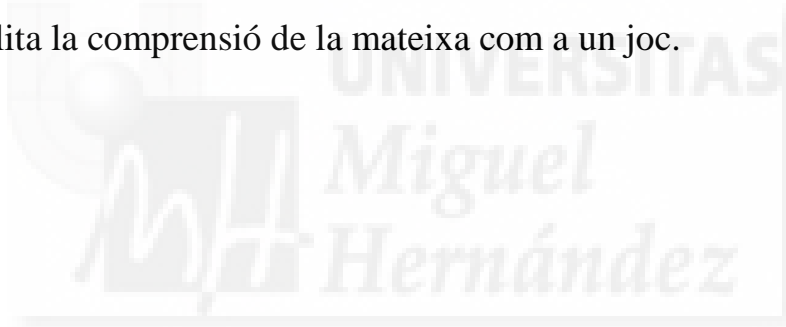 lita la comprensió de la mateixa com a un joc.
UNIVERSITAS
Miguel
Hernández